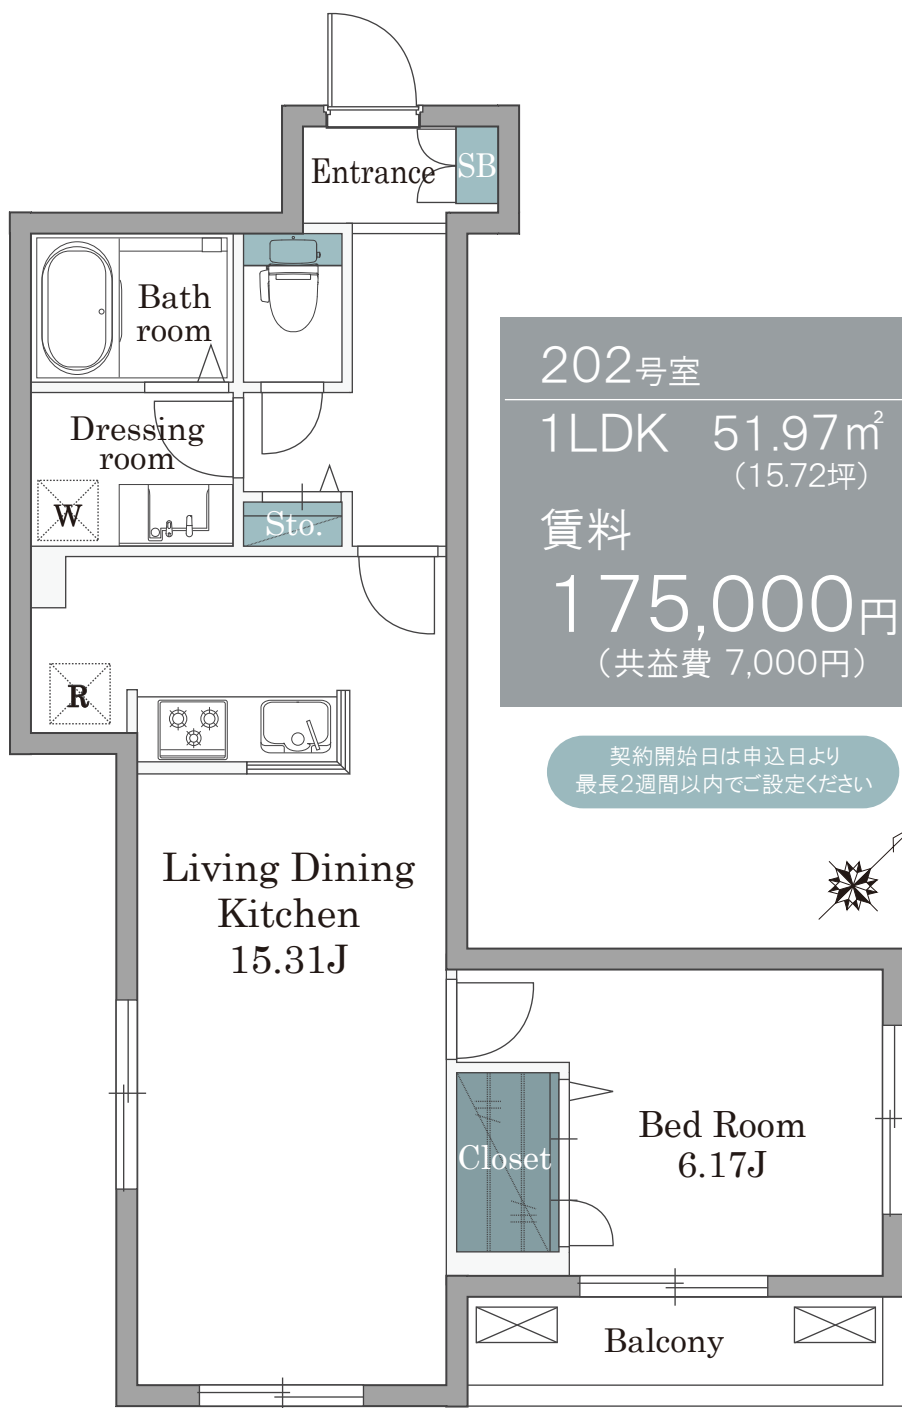 Entrance
SB
Bath
room
Dressing
room
W
Sto.
R
202号室
1LDK 51.97㎡
（15.72坪）
賃料
175,000円
（共益費 7,000円）
契約開始日は申込日より
最長2週間以内でご設定ください
Living Dining
Kitchen
15.31J
Closet
Bed Room
6.17J
Balcony